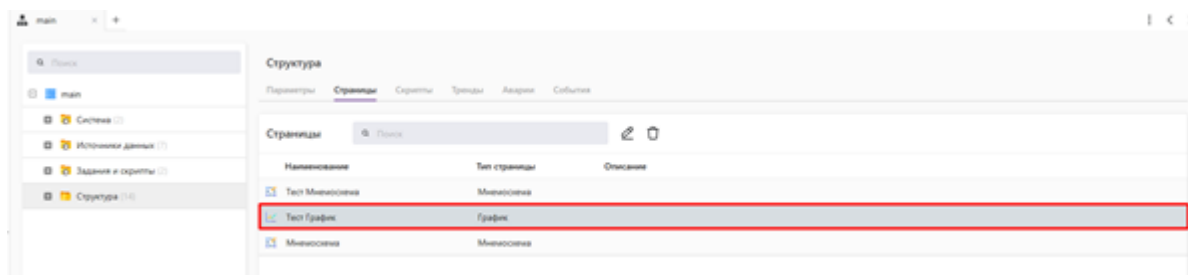 main × +
Поиск
main
Система (2)
Источники данных (7)
Задания и скрипты (2)
Структура (14)
Структура
Параметры Страницы Скрипты Тренды Аварии События
Страницы Поиск
Наименование Тип страницы Описание
Тест Мнемосхема Мнемосхема
Тест График График
Мнемосхема Мнемосхема